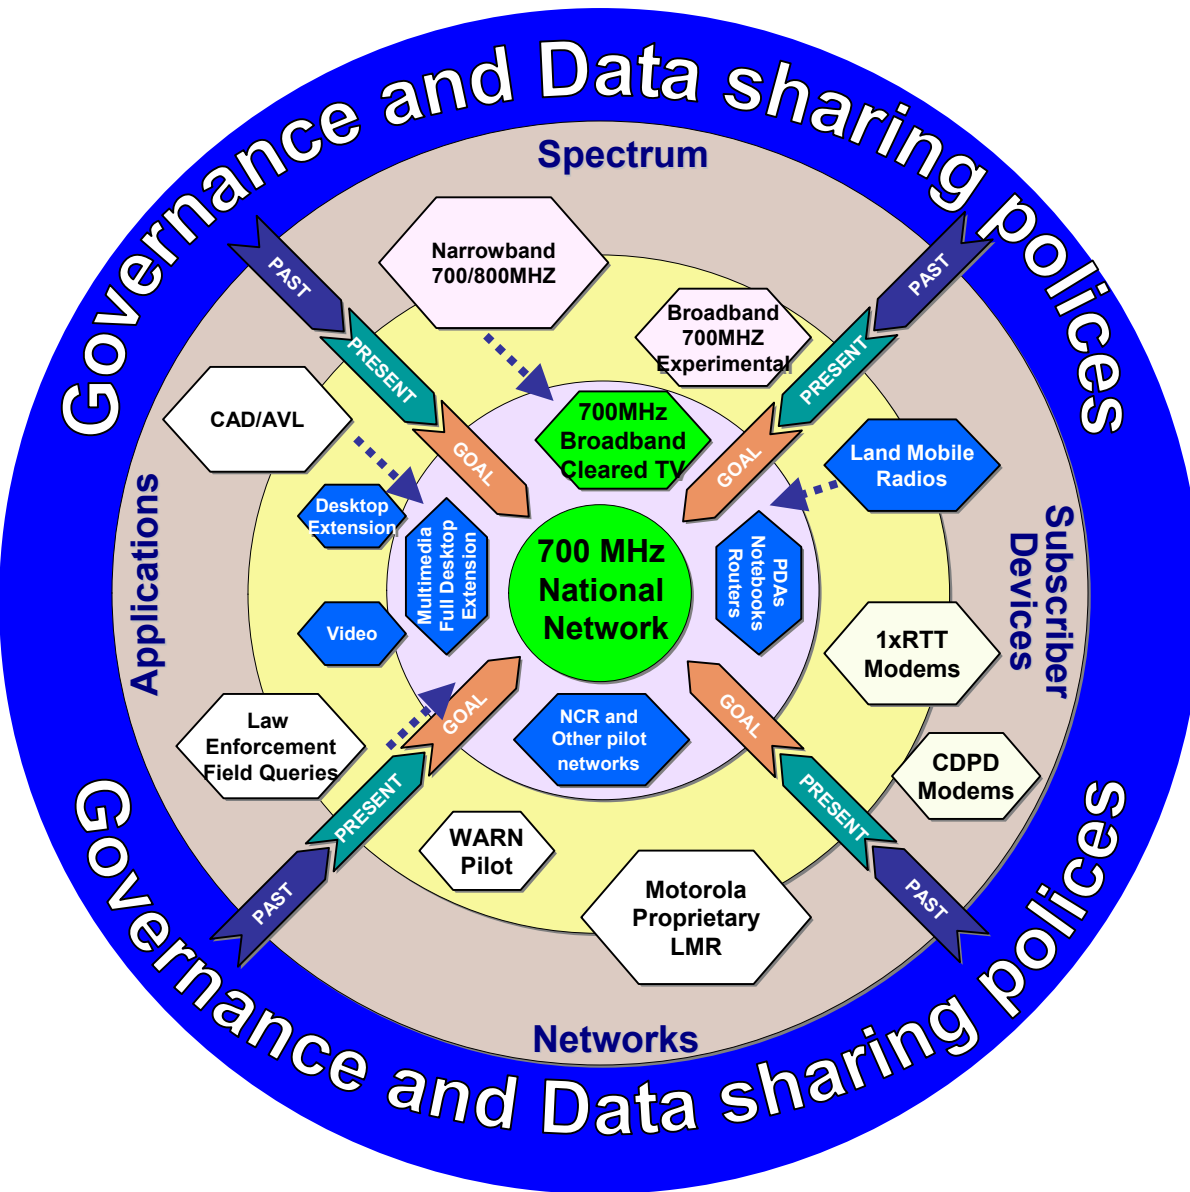 Governance and Data sharing polices
Spectrum
Narrowband
700/800MHZ
Broadband
700MHZ
Experimental
PAST
PRESENT
GOAL
PAST
PRESENT
GOAL
700MHz
Broadband
Cleared TV
CAD/AVL
Land Mobile
Radios
Applications
Desktop
Extension
Multimedia
Full Desktop
Extension
700 MHz
National
Network
PDAs
Notebooks
Routers
Subscriber
Devices
Video
1xRTT
Modems
Law
Enforcement
Field Queries
NCR and
Other pilot
networks
CDPD
Modems
GOAL
PRESENT
PAST
GOAL
PRESENT
PAST
WARN
Pilot
Motorola
Proprietary
LMR
Networks
Governance and Data sharing polices